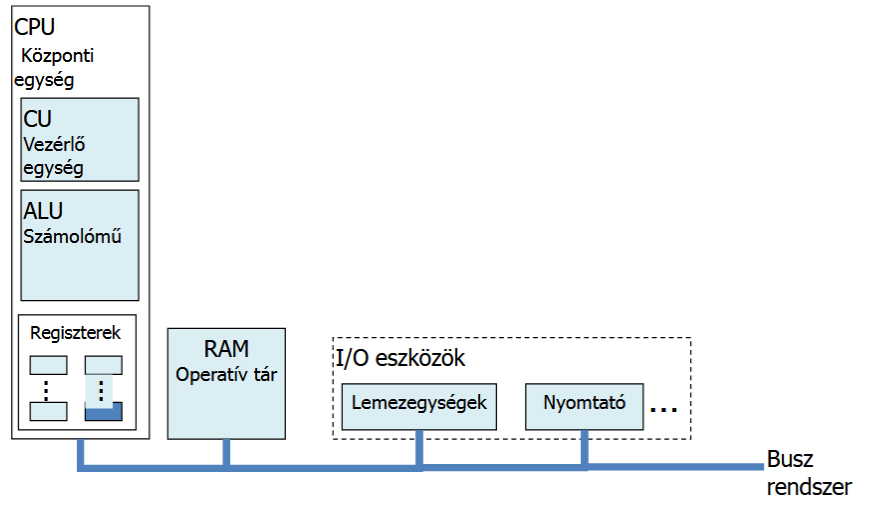 CPU
Központi
egység
CU
Vezérlő
egység
ALU
Számolómű
Regiszterek
RAM
Operatív tár
I/O eszközök
Lemezegységek
Nyomtató
...
Busz
rendszer